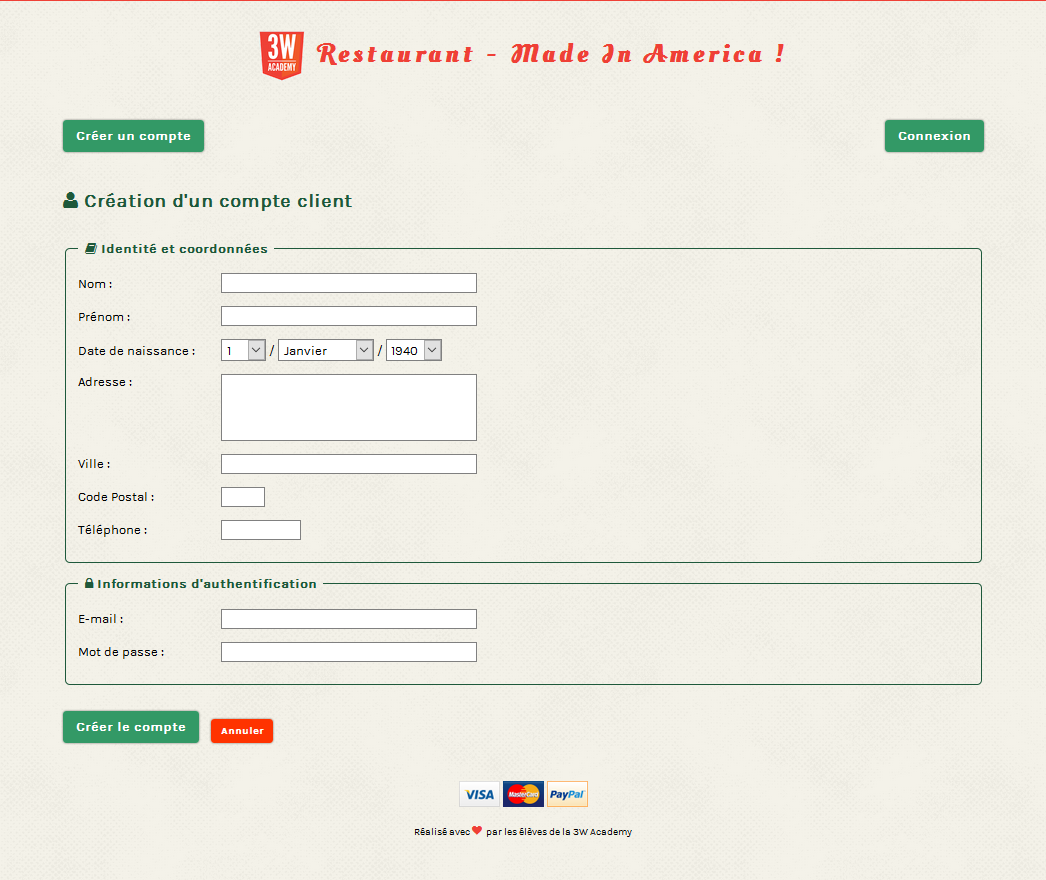 3W
ACADEMY
Restaurant - Made In America !
Créer un compte
Connexion
Création d'un compte client
Identité et coordonnées
Nom :
Prénom :
Date de naissance : 1 / Janvier / 1940
Adresse :
Ville :
Code Postal :
Téléphone :
Informations d'authentification
E-mail :
Mot de passe :
Créer le compte Annuler
VISA MasterCard PayPal
Réalisé avec par les élèves de la 3W Academy